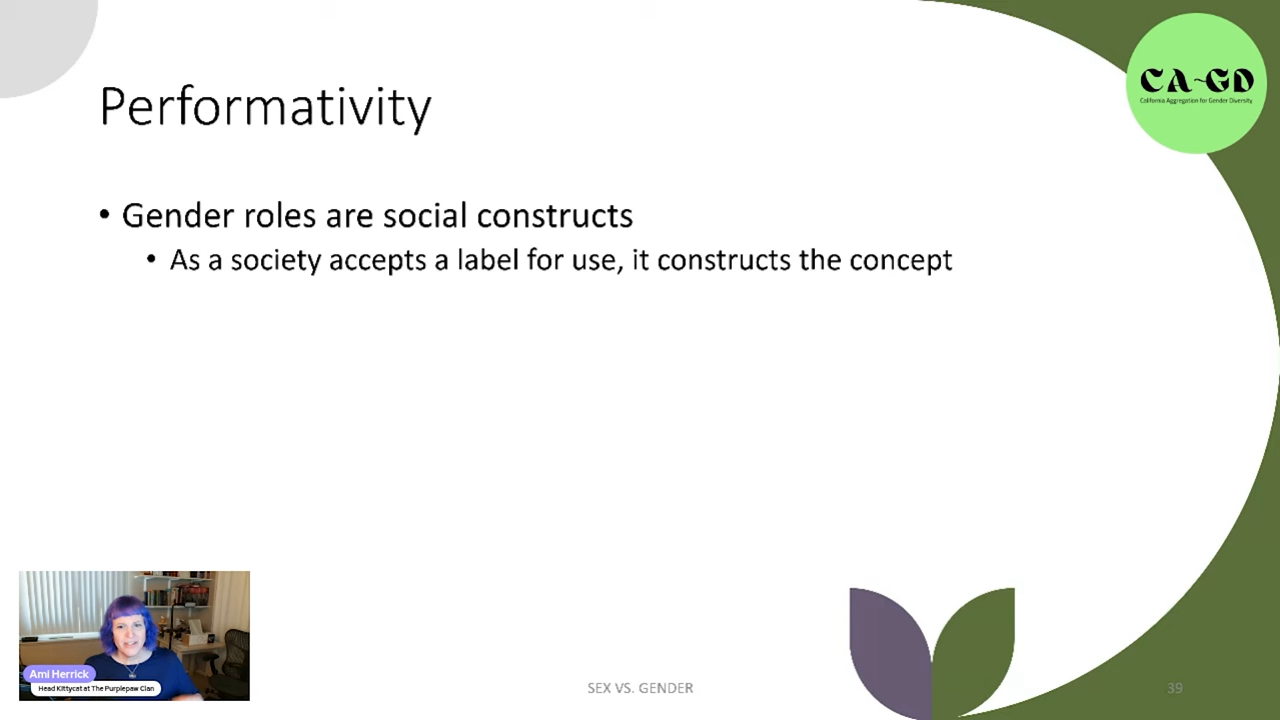 CA~GD
California Aggregation for Gender Diversity
Performativity
• Gender roles are social constructs
• As a society accepts a label for use, it constructs the concept
Ami Herrick
Head Kittycat at The Purplepaw Clan
SEX VS. GENDER
39